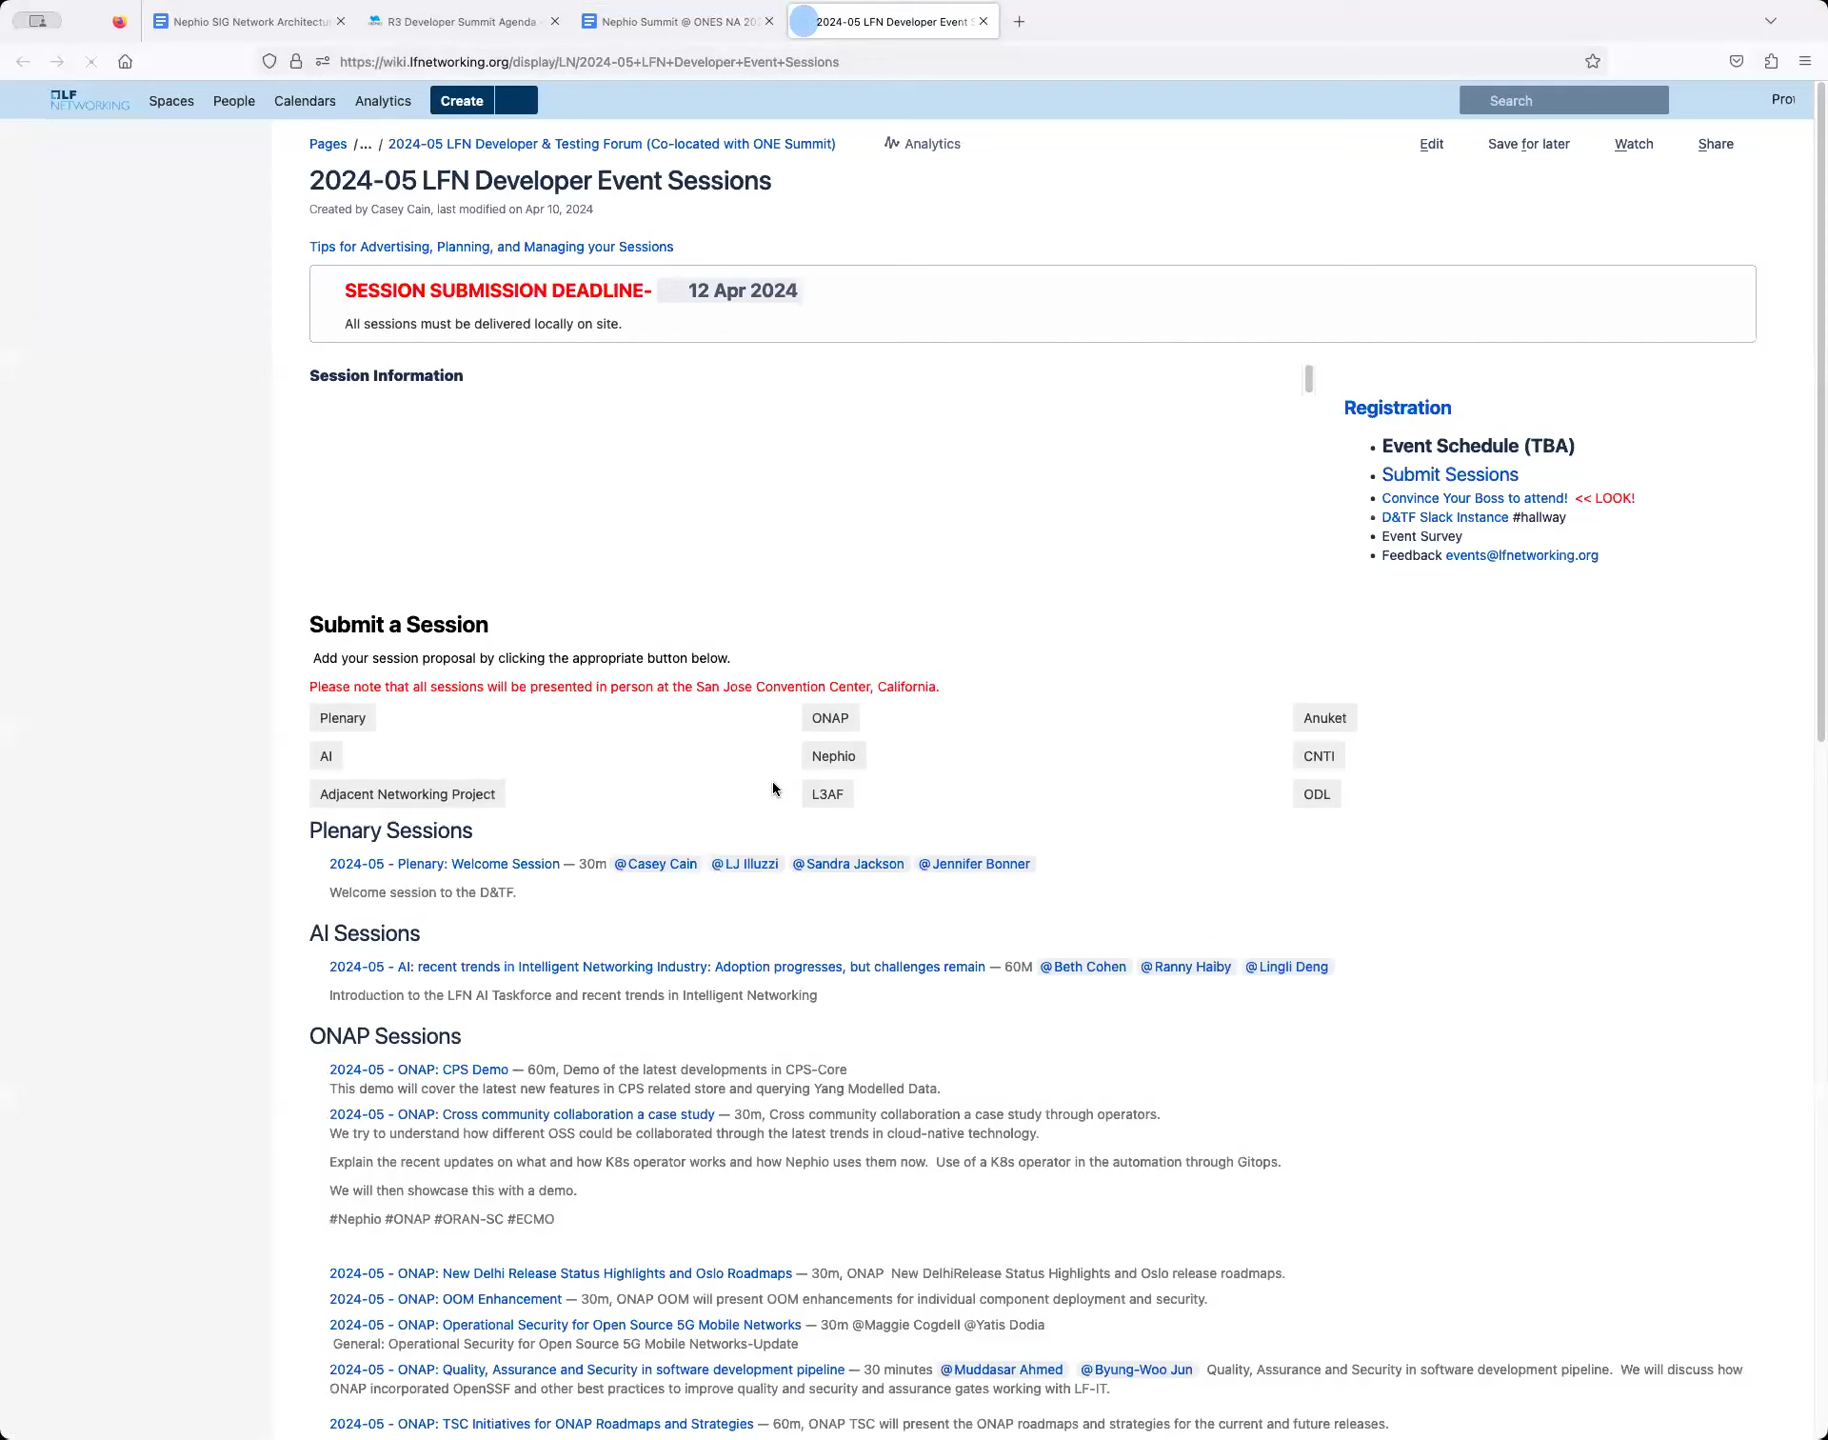 Nephio SIG Network Architectu
R3 Developer Summit Agenda
Nephio Summit @ ONES NA 20
2024-05 LFN Developer Event S
https://wiki.lfnetworking.org/display/LN/2024-05+LFN+Developer+Event+Sessions
LF NETWORKING Spaces People Calendars Analytics Create Search Pro
Pages /... / 2024-05 LFN Developer & Testing Forum (Co-located with ONE Summit) Analytics Edit Save for later Watch Share
2024-05 LFN Developer Event Sessions
Created by Casey Cain, last modified on Apr 10, 2024
Tips for Advertising, Planning, and Managing your Sessions
SESSION SUBMISSION DEADLINE- 12 Apr 2024
All sessions must be delivered locally on site.
Session Information
Registration
• Event Schedule (TBA)
• Submit Sessions
• Convince Your Boss to attend! << LOOK!
• D&TF Slack Instance #hallway
• Event Survey
• Feedback events@lfnetworking.org
Submit a Session
Add your session proposal by clicking the appropriate button below.
Please note that all sessions will be presented in person at the San Jose Convention Center, California.
Plenary ONAP Anuket
AI Nephio CNTI
Adjacent Networking Project L3AF ODL
Plenary Sessions
2024-05 - Plenary: Welcome Session — 30m @Casey Cain @LJ Illuzzi @Sandra Jackson @Jennifer Bonner
Welcome session to the D&TF.
AI Sessions
2024-05 - AI: recent trends in Intelligent Networking Industry: Adoption progresses, but challenges remain — 60M @Beth Cohen @Ranny Haiby @Lingli Deng
Introduction to the LFN AI Taskforce and recent trends in Intelligent Networking
ONAP Sessions
2024-05 - ONAP: CPS Demo — 60m, Demo of the latest developments in CPS-Core
This demo will cover the latest new features in CPS related store and querying Yang Modelled Data.
2024-05 - ONAP: Cross community collaboration a case study — 30m, Cross community collaboration a case study through operators.
We try to understand how different OSS could be collaborated through the latest trends in cloud-native technology.
Explain the recent updates on what and how K8s operator works and how Nephio uses them now. Use of a K8s operator in the automation through Gitops.
We will then showcase this with a demo.
#Nephio #ONAP #ORAN-SC #ECMO
2024-05 - ONAP: New Delhi Release Status Highlights and Oslo Roadmaps — 30m, ONAP New DelhiRelease Status Highlights and Oslo release roadmaps.
2024-05 - ONAP: OOM Enhancement — 30m, ONAP OOM will present OOM enhancements for individual component deployment and security.
2024-05 - ONAP: Operational Security for Open Source 5G Mobile Networks — 30m @Maggie Cogdell @Yatis Dodia
General: Operational Security for Open Source 5G Mobile Networks-Update
2024-05 - ONAP: Quality, Assurance and Security in software development pipeline — 30 minutes @Muddasar Ahmed @Byung-Woo Jun Quality, Assurance and Security in software development pipeline. We will discuss how
ONAP incorporated OpenSSF and other best practices to improve quality and security and assurance gates working with LF-IT.
2024-05 - ONAP: TSC Initiatives for ONAP Roadmaps and Strategies — 60m, ONAP TSC will present the ONAP roadmaps and strategies for the current and future releases.